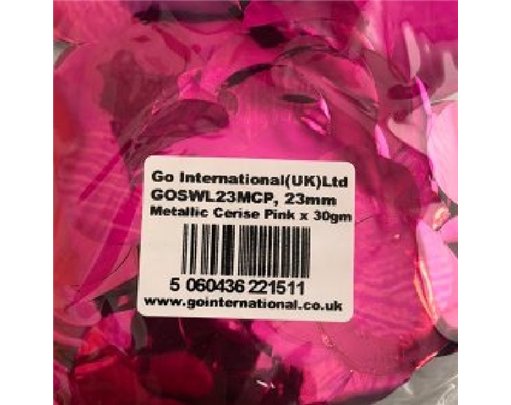 Go International(UK)Ltd
GOSWL23MCP, 23mm
Metallic Cerise Pink x 30gm
5 060436 221511
www.gointernational.co.uk